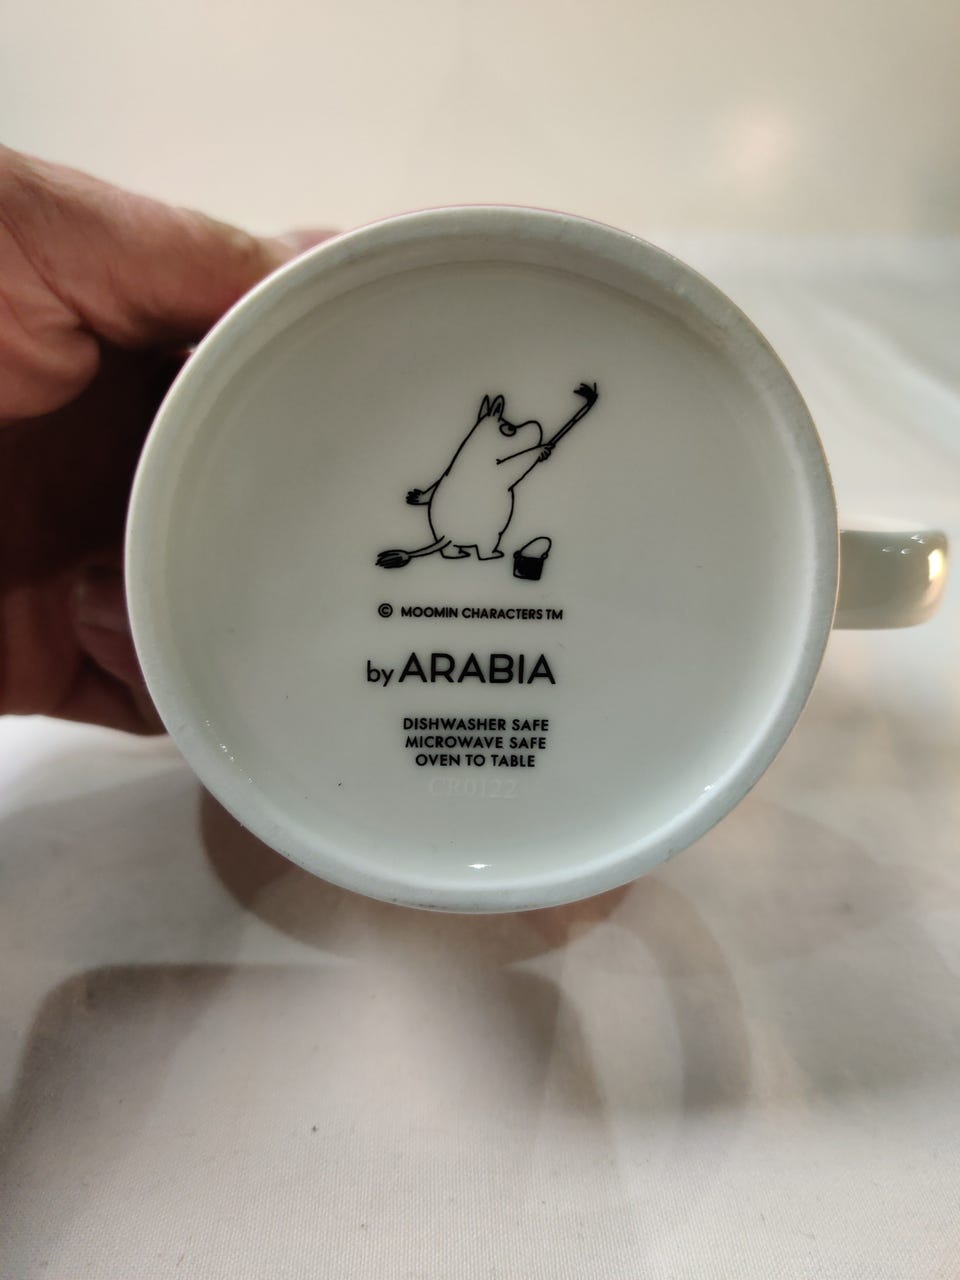 © MOOMIN CHARACTERS TM
by ARABIA
DISHWASHER SAFE
MICROWAVE SAFE
OVEN TO TABLE
CR0122